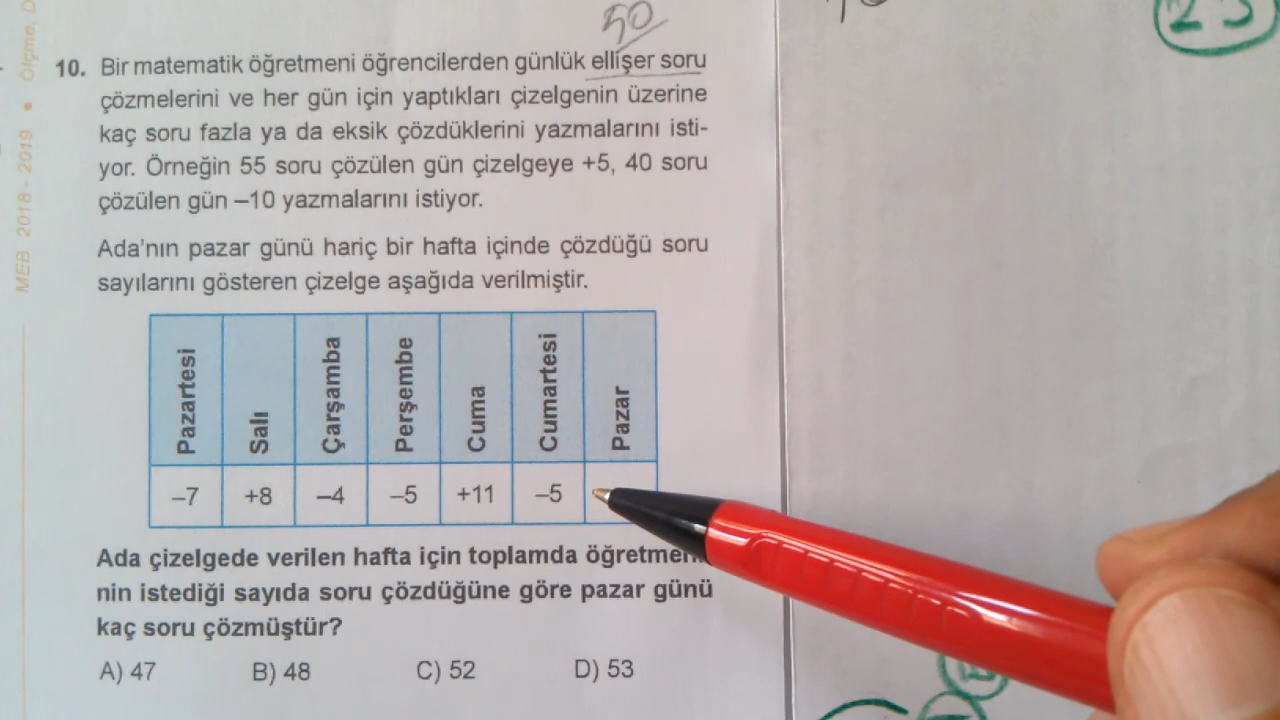 50
23
MEB 2018 - 2019 • Ölçme, D
10. Bir matematik öğretmeni öğrencilerden günlük ellişer soru
çözmelerini ve her gün için yaptıkları çizelgenin üzerine
kaç soru fazla ya da eksik çözdüklerini yazmalarını isti-
yor. Örneğin 55 soru çözülen gün çizelgeye +5, 40 soru
çözülen gün –10 yazmalarını istiyor.
Ada'nın pazar günü hariç bir hafta içinde çözdüğü soru
sayılarını gösteren çizelge aşağıda verilmiştir.
Pazartesi Salı Çarşamba Perşembe Cuma Cumartesi Pazar
–7 +8 –4 –5 +11 –5
Ada çizelgede verilen hafta için toplamda öğretmen
nin istediği sayıda soru çözdüğüne göre pazar günü
kaç soru çözmüştür?
A) 47 B) 48 C) 52 D) 53